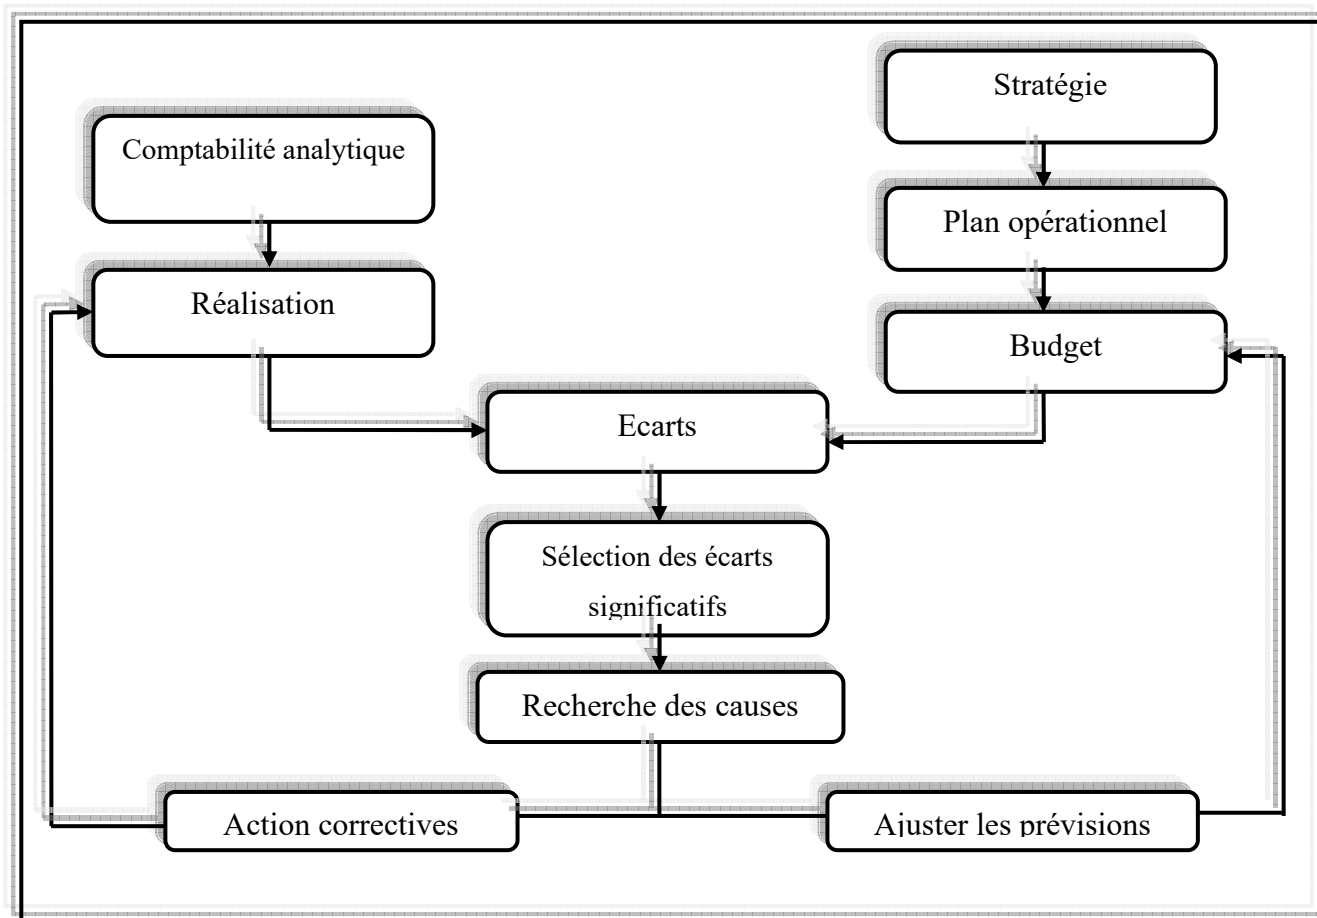 Stratégie
Comptabilité analytique
Plan opérationnel
Réalisation
Budget
Ecarts
Sélection des écarts
significatifs
Recherche des causes
Action correctives
Ajuster les prévisions